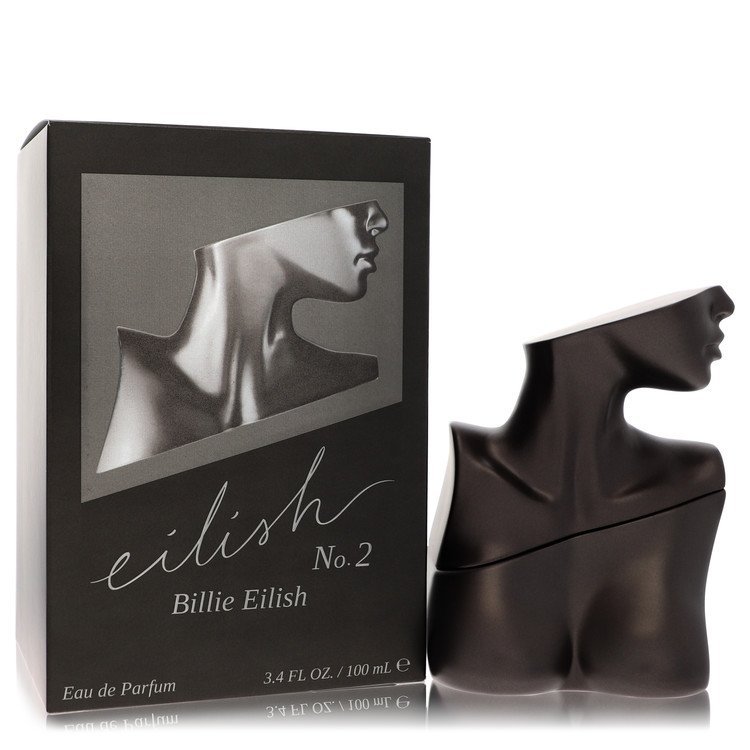 eilish
No. 2
Billie Eilish
Eau de Parfum
3.4 FL OZ. / 100 mL ℮